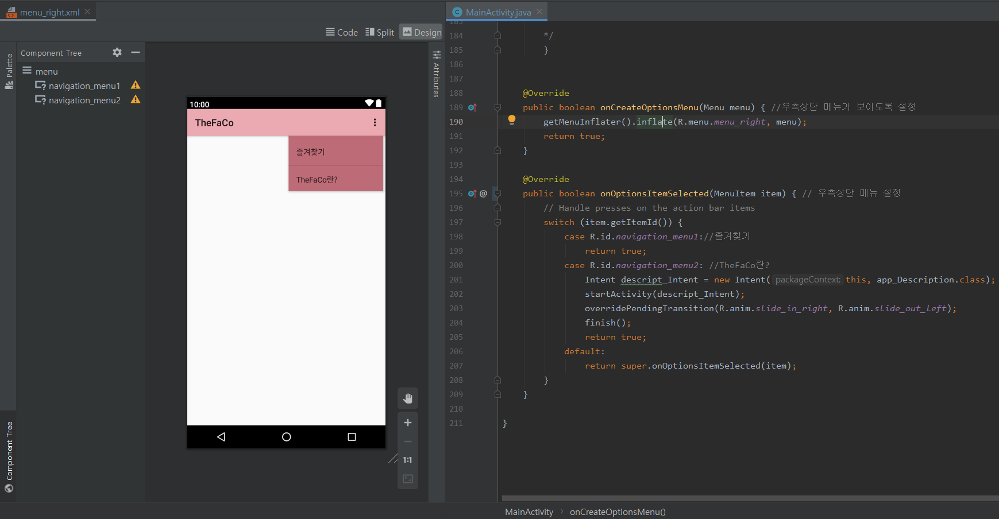 menu_right.xml
MainActivity.java
Code
Split
Design
Palette
Component Tree
menu
navigation_menu1
navigation_menu2
Component Tree
Attributes
10:00
TheFaCo
즐겨찾기
TheFaCo란?
1:1
183
184 */
185 }
186
187
188 @Override
189 public boolean onCreateOptionsMenu(Menu menu) { //우측상단 메뉴가 보이도록 설정
190 getMenuInflater().inflate(R.menu.menu_right, menu);
191 return true;
192 }
193
194 @Override
195 @ public boolean onOptionsItemSelected(MenuItem item) { // 우측상단 메뉴 설정
196 // Handle presses on the action bar items
197 switch (item.getItemId()) {
198 case R.id.navigation_menu1://즐겨찾기
199 return true;
200 case R.id.navigation_menu2: //TheFaCo란?
201 Intent descript_Intent = new Intent( packageContext: this, app_Description.class);
202 startActivity(descript_Intent);
203 overridePendingTransition(R.anim.slide_in_right, R.anim.slide_out_left);
204 finish();
205 return true;
206 default:
207 return super.onOptionsItemSelected(item);
208 }
209 }
210
211 }
MainActivity › onCreateOptionsMenu()